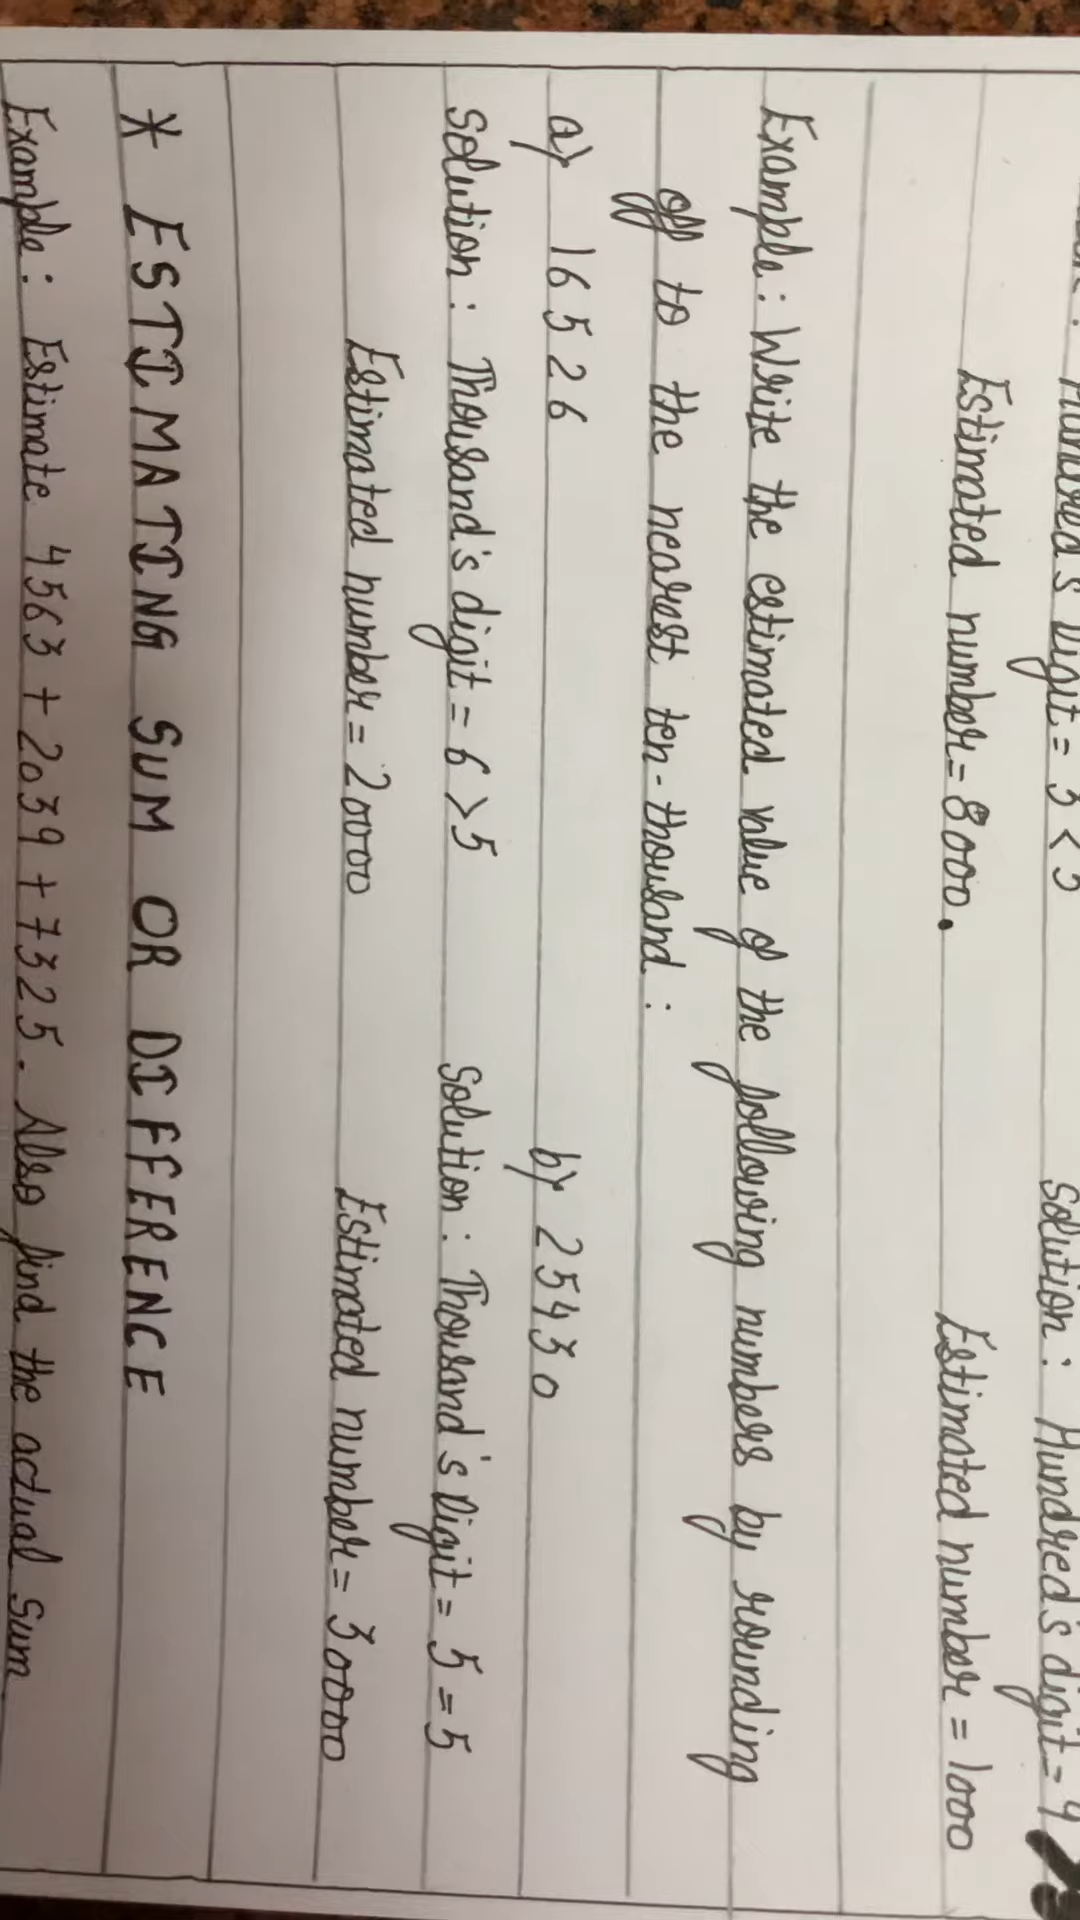 Hundred's Digit = 3 < 5 Solution : Hundred's digit = 9
Estimated number = 8000. Estimated number = 1000
Example : Write the estimated value of the following numbers by rounding
off to the nearest ten-thousand :
a) 16526 b) 25430
Solution : Thousand's digit = 6 > 5 Solution : Thousand's Digit = 5 = 5
Estimated number = 20000 Estimated number = 30000
* ESTIMATING SUM OR DIFFERENCE
Example : Estimate 4563 + 2039 + 7325. Also find the actual sum